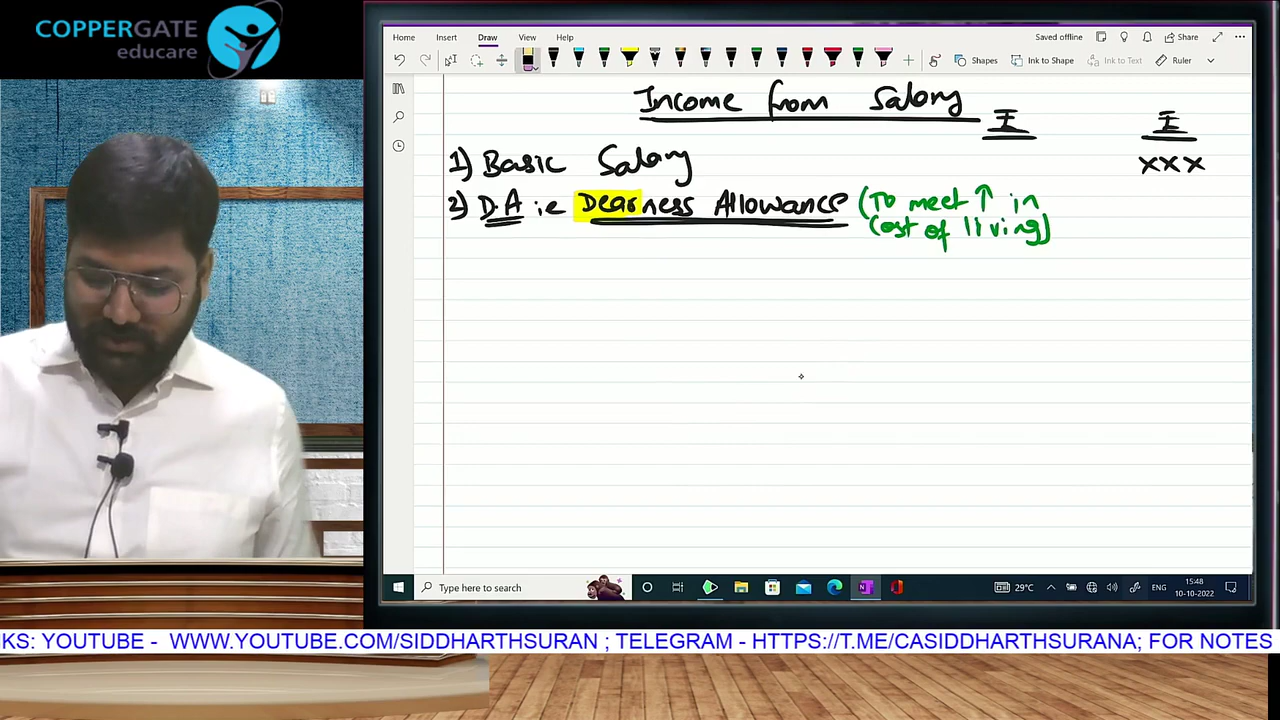 COPPERGATE
educare
Home Insert Draw View Help Saved offline Share
Shapes Ink to Shape Ink to Text Ruler
Income from Salary
I I
1) Basic Salary XXX
2) D.A ie Dearness Allowance (To meet ↑ in
Cost of living)
Type here to search
29°C ENG 15:48
10-10-2022
KS: YOUTUBE - WWW.YOUTUBE.COM/SIDDHARTHSURAN ; TELEGRAM - HTTPS://T.ME/CASIDDHARTHSURANA; FOR NOTES